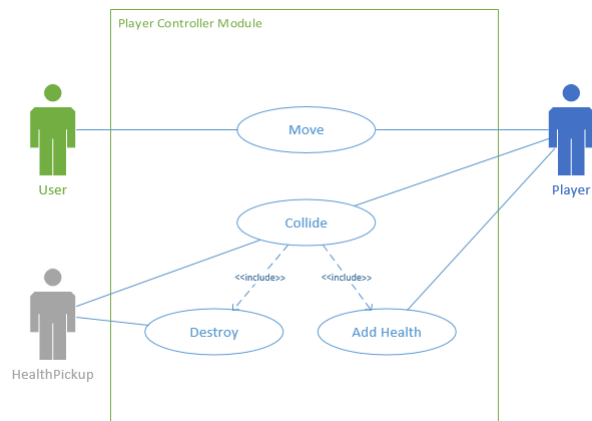 Player Controller Module
Move
User
Player
Collide
<<include>>
<<include>>
Destroy
Add Health
HealthPickup